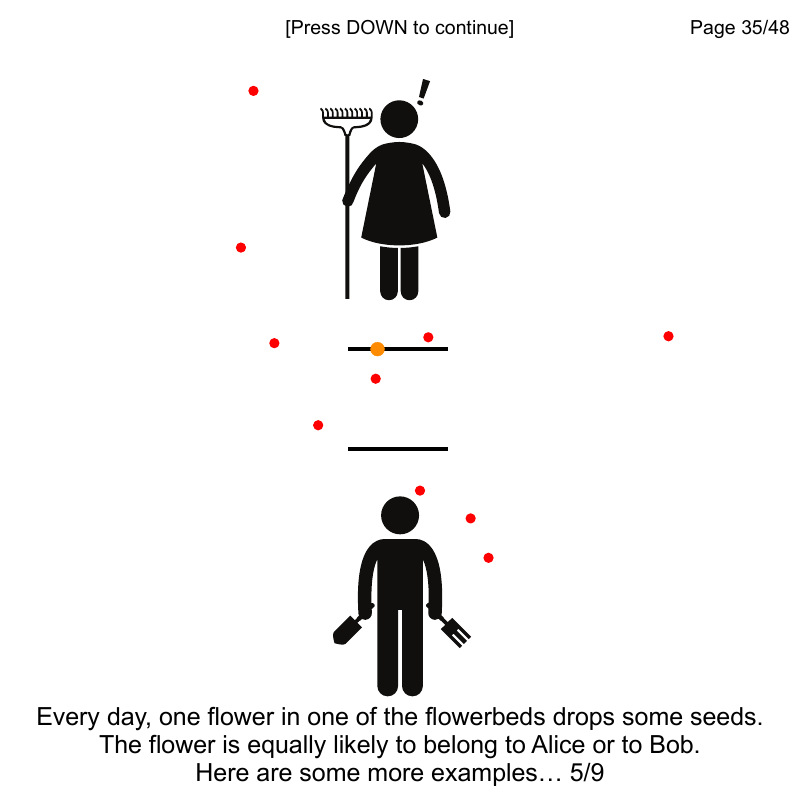 [Press DOWN to continue]
Page 35/48
!
Every day, one flower in one of the flowerbeds drops some seeds.
The flower is equally likely to belong to Alice or to Bob.
Here are some more examples… 5/9